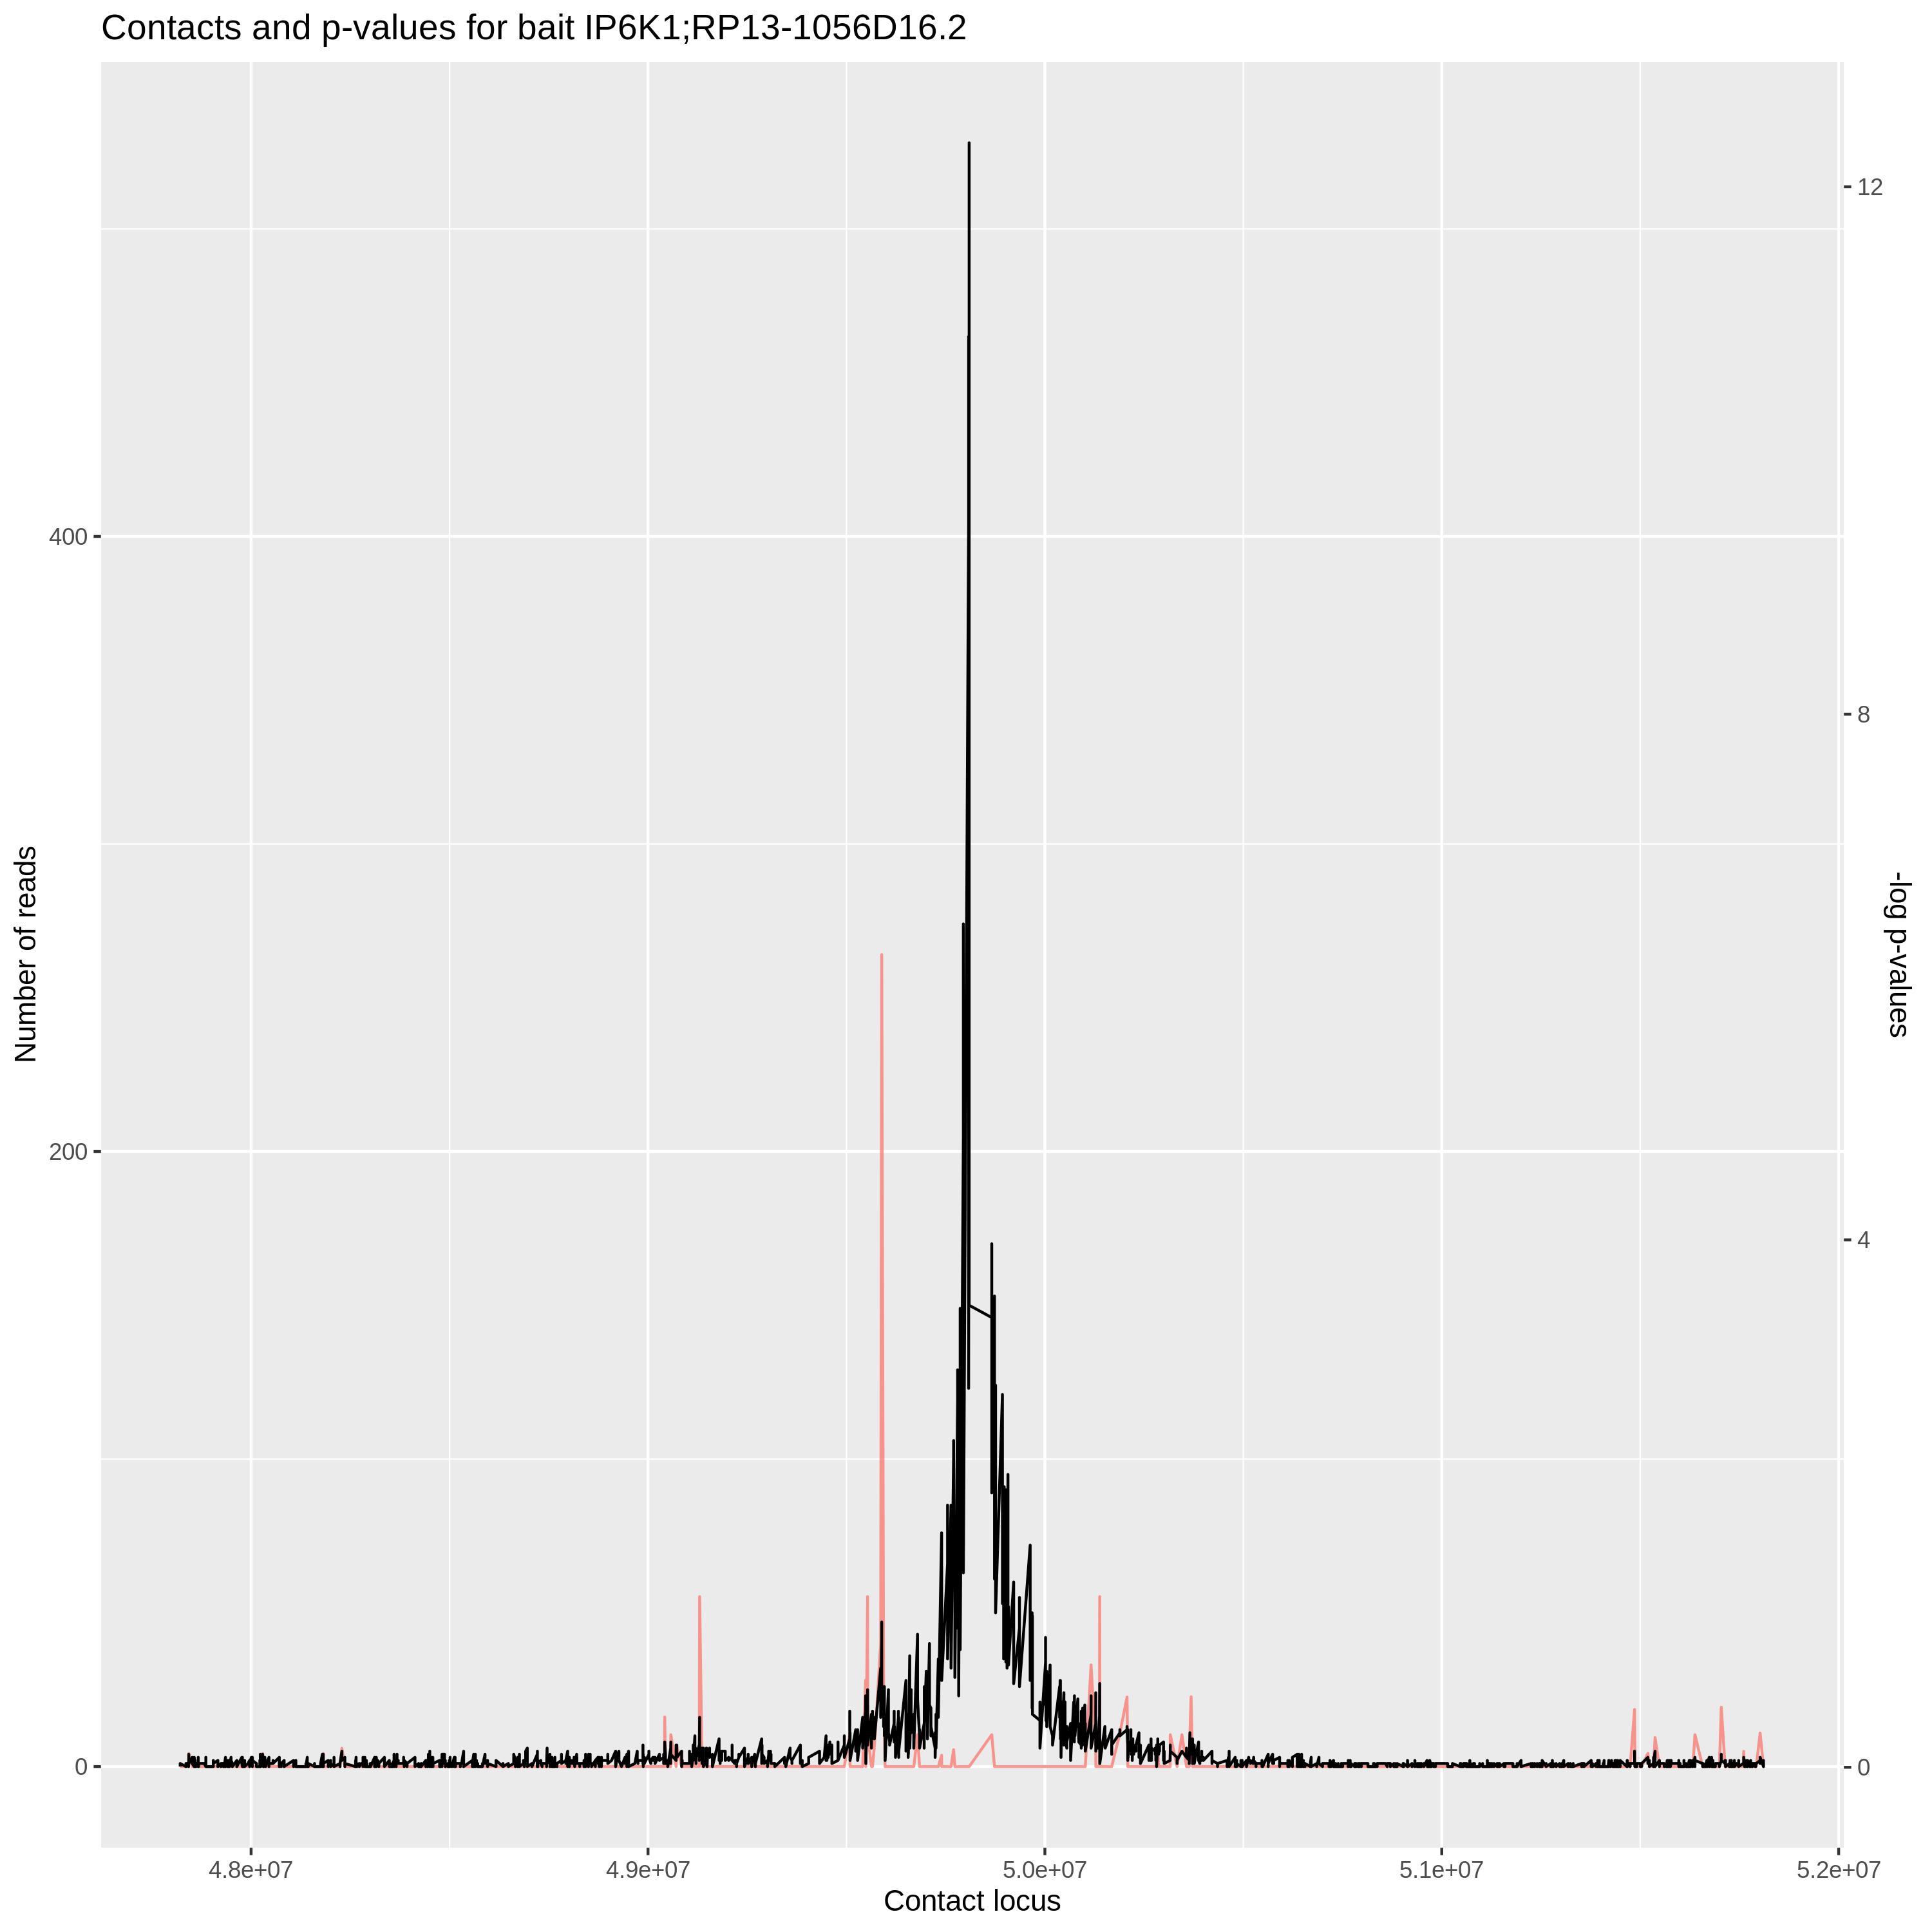 Contacts and p-values for bait IP6K1;RP13-1056D16.2
Number of reads
400
200
0
12
8
4
0
-log p-values
4.8e+07
4.9e+07
5.0e+07
5.1e+07
5.2e+07
Contact locus